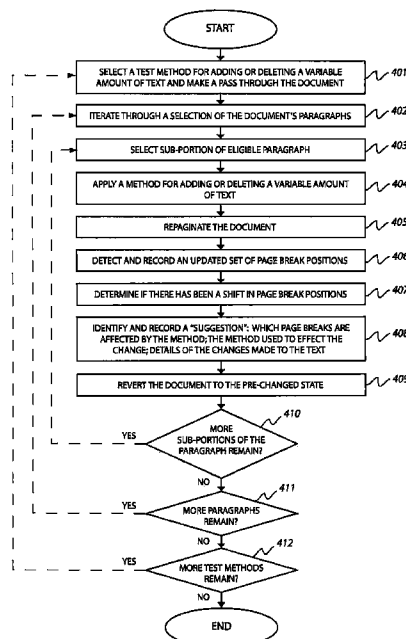 START
SELECT A TEST METHOD FOR ADDING OR DELETING A VARIABLE
AMOUNT OF TEXT AND MAKE A PASS THROUGH THE DOCUMENT
401
ITERATE THROUGH A SELECTION OF THE DOCUMENT'S PARAGRAPHS
402
SELECT SUB-PORTION OF ELIGIBLE PARAGRAPH
403
APPLY A METHOD FOR ADDING OR DELETING A VARIABLE AMOUNT
OF TEXT
404
REPAGINATE THE DOCUMENT
405
DETECT AND RECORD AN UPDATED SET OF PAGE BREAK POSITIONS
406
DETERMINE IF THERE HAS BEEN A SHIFT IN PAGE BREAK POSITIONS
407
IDENTIFY AND RECORD A "SUGGESTION": WHICH PAGE BREAKS ARE
AFFECTED BY THE METHOD; THE METHOD USED TO EFFECT THE
CHANGE; DETAILS OF THE CHANGES MADE TO THE TEXT
408
REVERT THE DOCUMENT TO THE PRE-CHANGED STATE
409
410
YES
MORE
SUB-PORTIONS OF THE
PARAGRAPH REMAIN?
NO
411
YES
MORE PARAGRAPHS
REMAIN?
NO
412
YES
MORE TEST METHODS
REMAIN?
NO
END